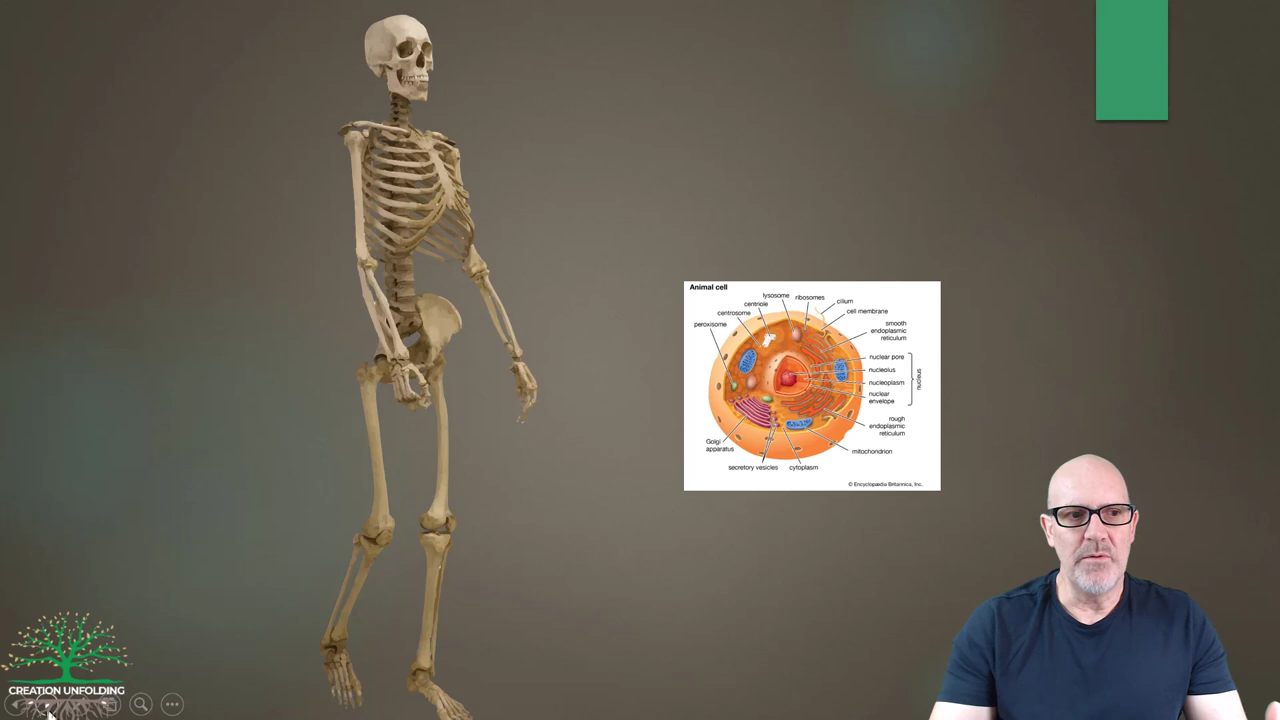 Animal cell
lysosome
ribosomes
cilium
centriole
cell membrane
centrosome
smooth
endoplasmic
reticulum
peroxisome
nuclear pore
nucleolus
nucleoplasm
nuclear
envelope
nucleus
rough
endoplasmic
reticulum
Golgi
apparatus
mitochondrion
secretory vesicles
cytoplasm
© Encyclopædia Britannica, Inc.
CREATION UNFOLDING